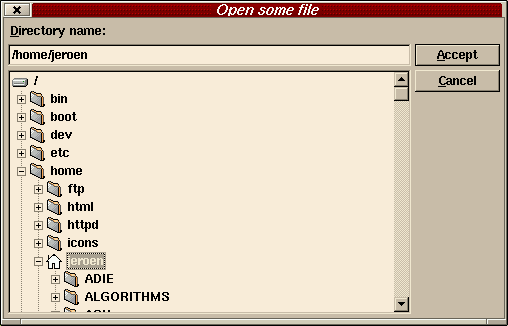 Open some file
Directory name:
/home/jeroen
Accept
Cancel
/
bin
boot
dev
etc
home
ftp
html
httpd
icons
jeroen
ADIE
ALGORITHMS